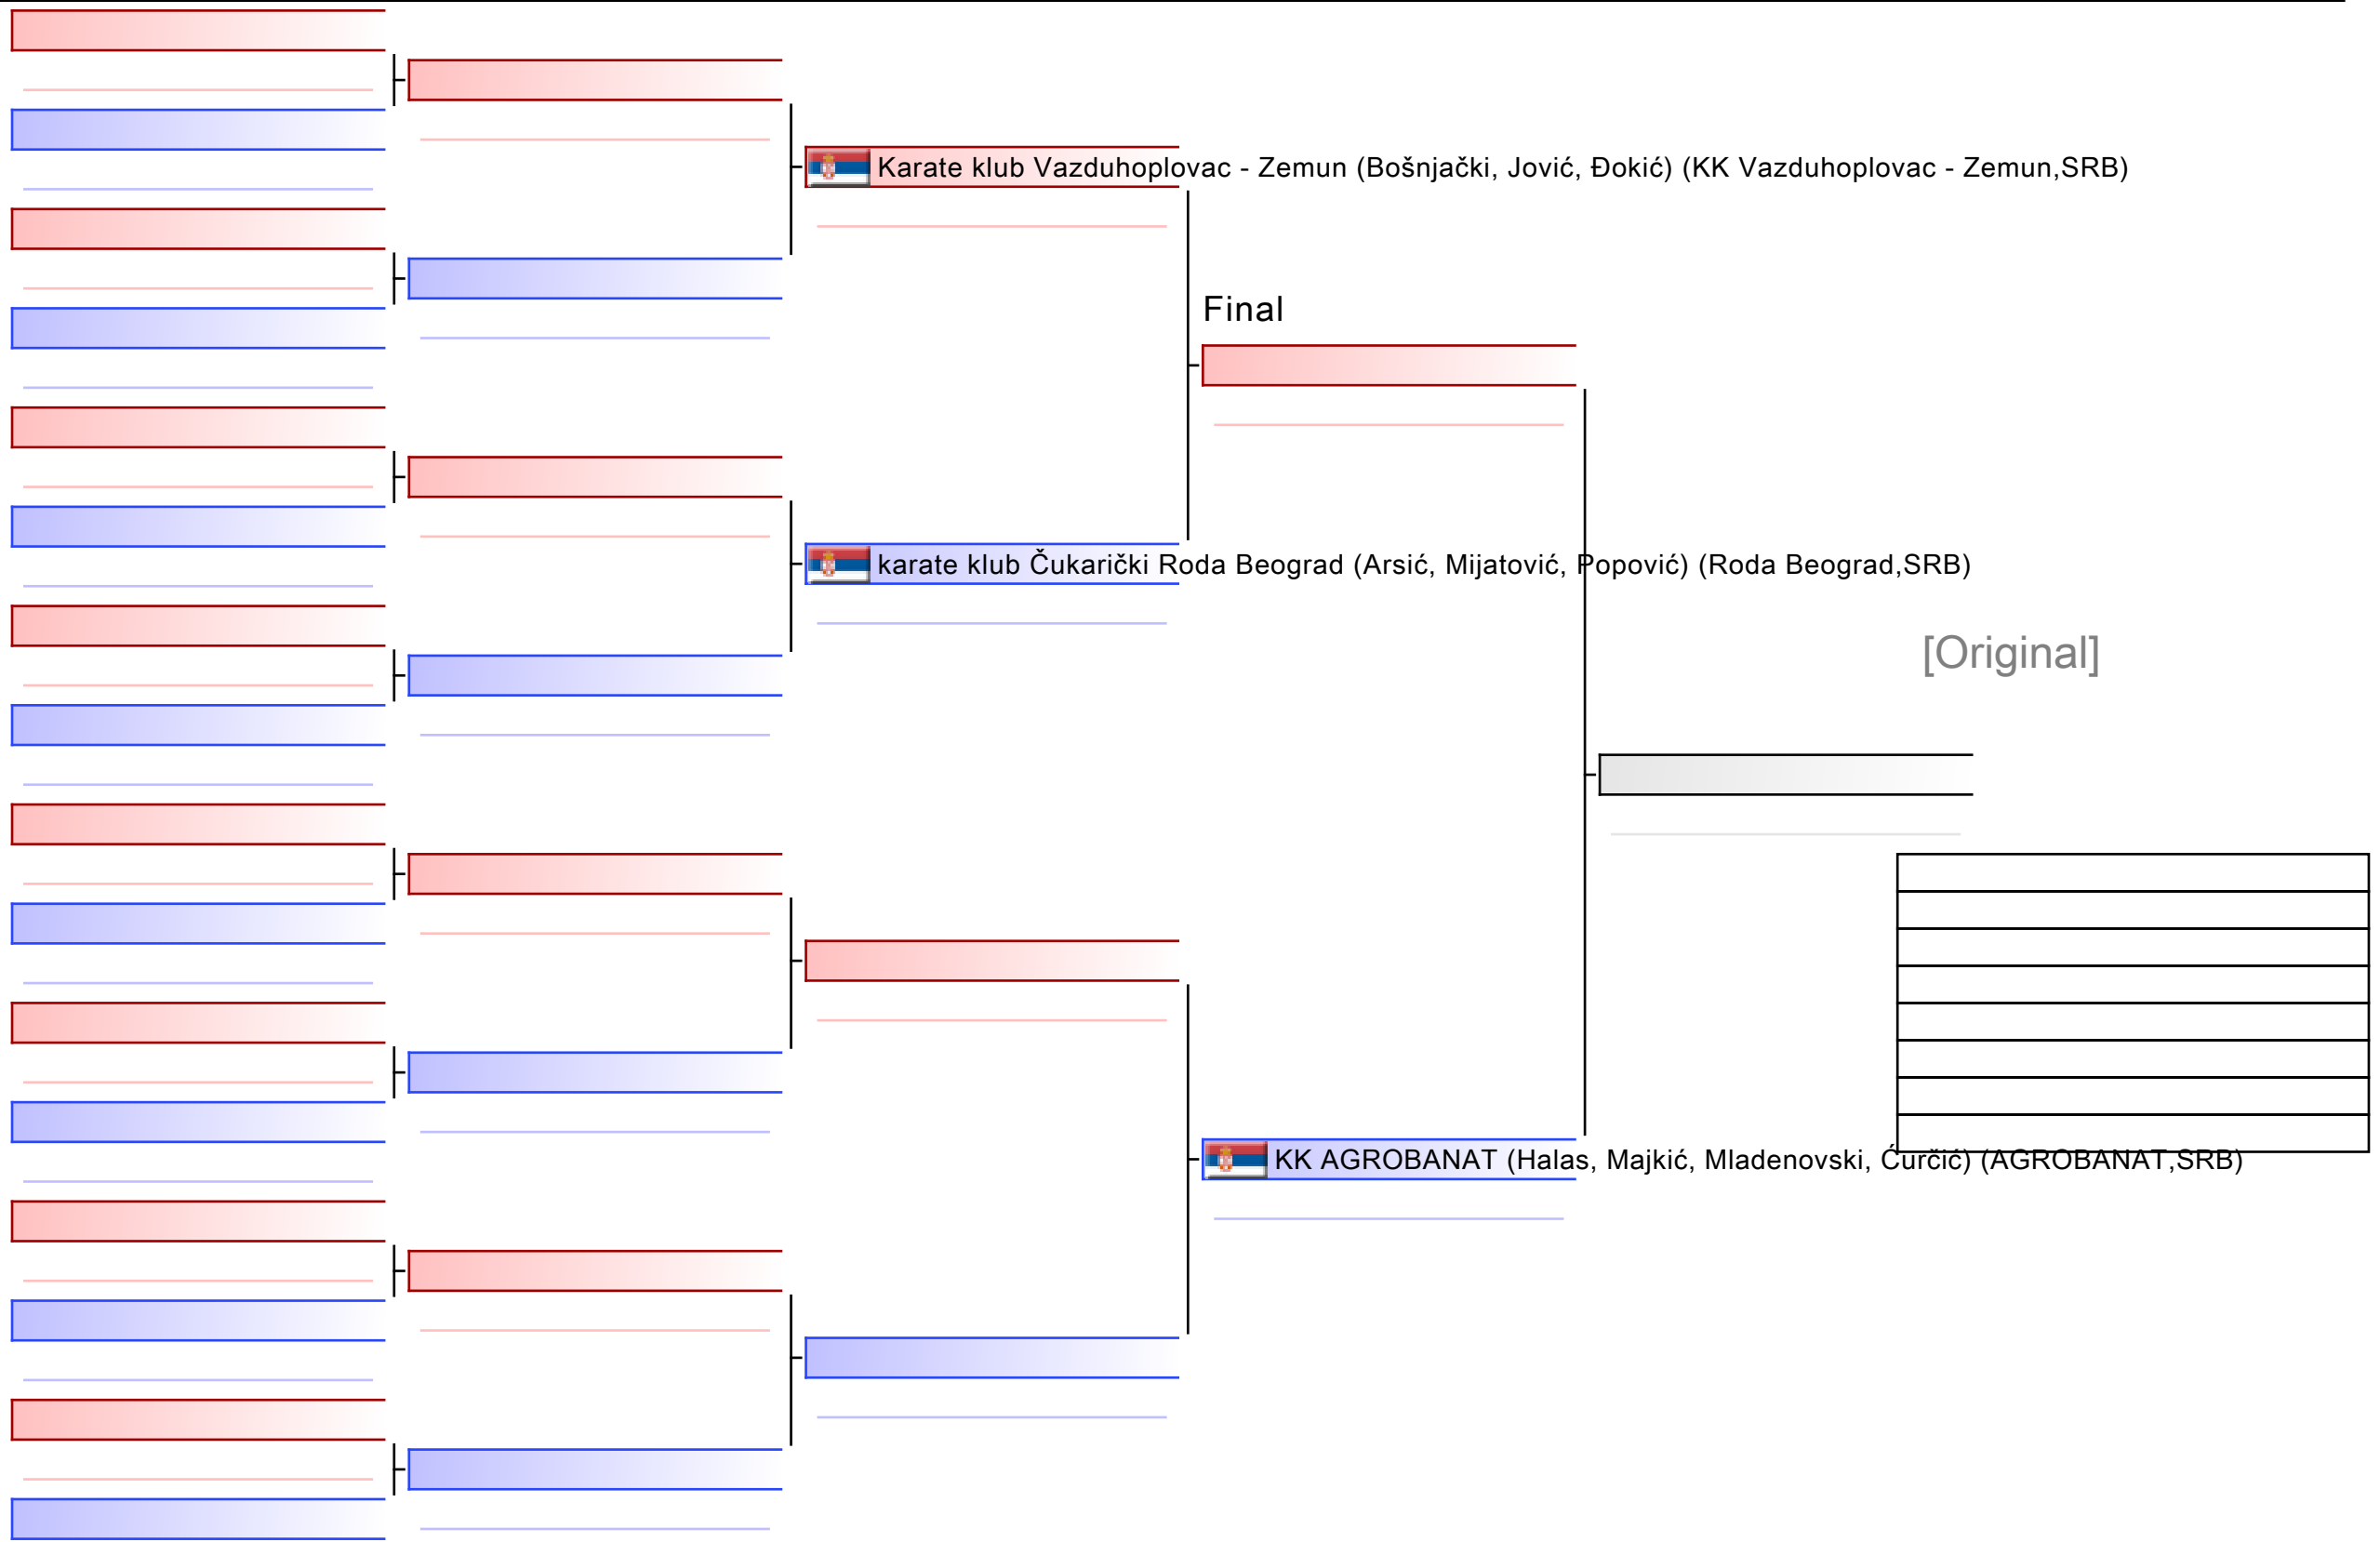 Karate klub Vazduhoplovac - Zemun (Bošnjački, Jović, Đokić) (KK Vazduhoplovac - Zemun,SRB)
Final
karate klub Čukarički Roda Beograd (Arsić, Mijatović, Popović) (Roda Beograd,SRB)
[Original]
KK AGROBANAT (Halas, Majkić, Mladenovski, Ćurčić) (AGROBANAT,SRB)